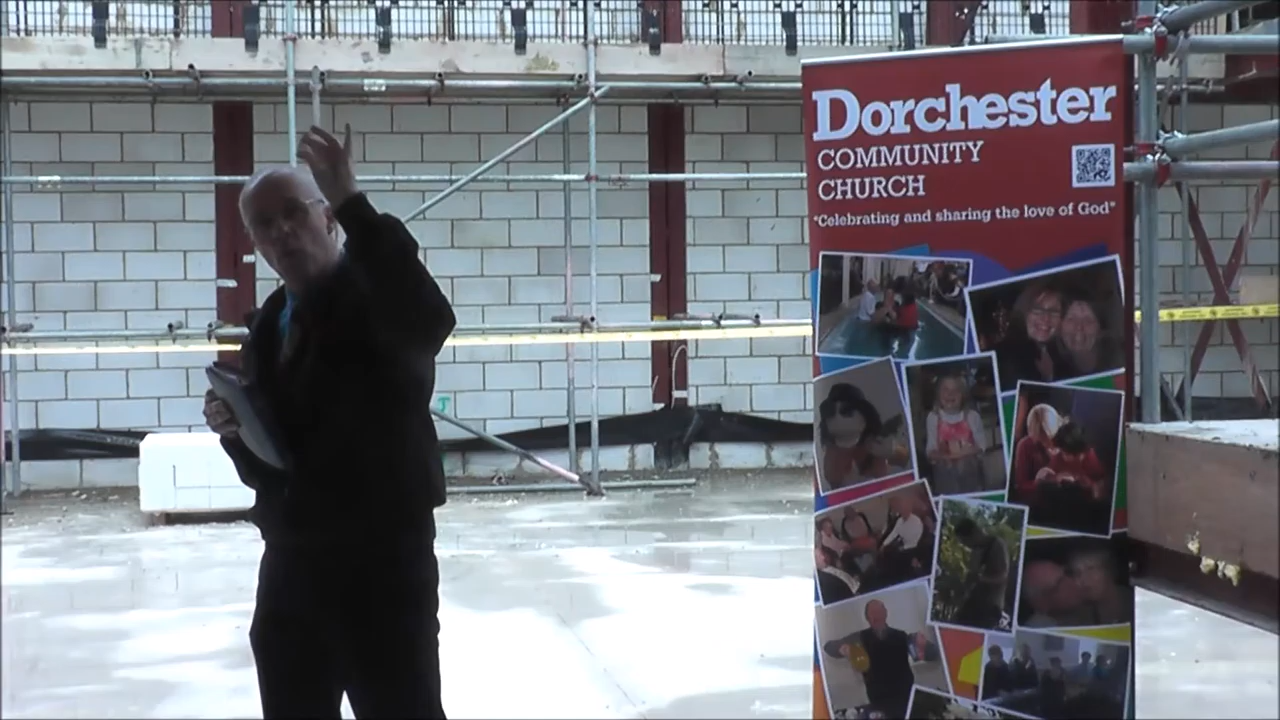 Dorchester
COMMUNITY
CHURCH
"Celebrating and sharing the love of God"